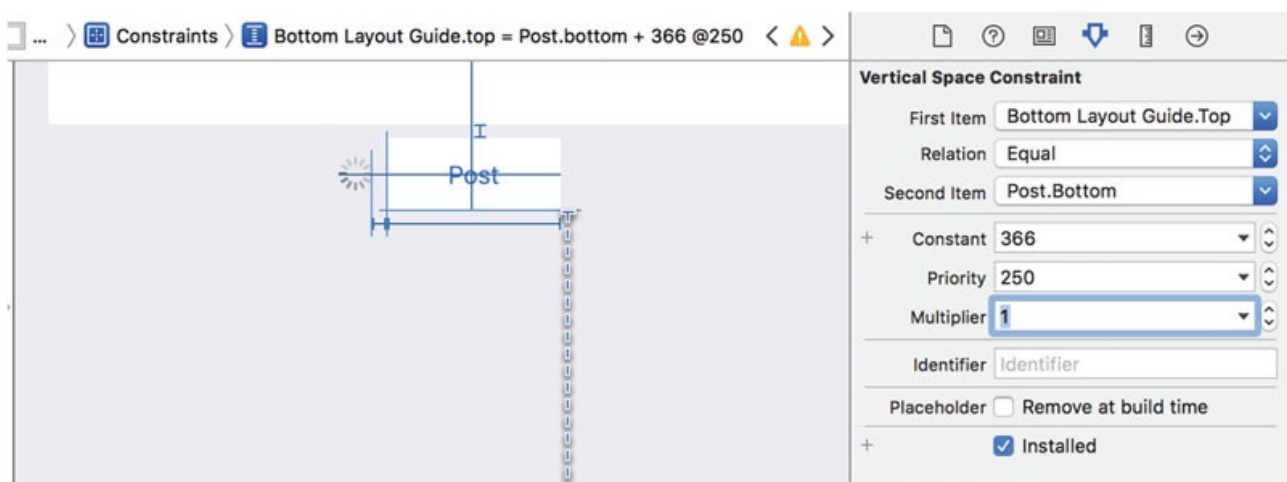 ... Constraints Bottom Layout Guide.top = Post.bottom + 366 @250
Post
Vertical Space Constraint
First Item Bottom Layout Guide.Top
Relation Equal
Second Item Post.Bottom
+ Constant 366
Priority 250
Multiplier 1
Identifier Identifier
Placeholder Remove at build time
+ Installed